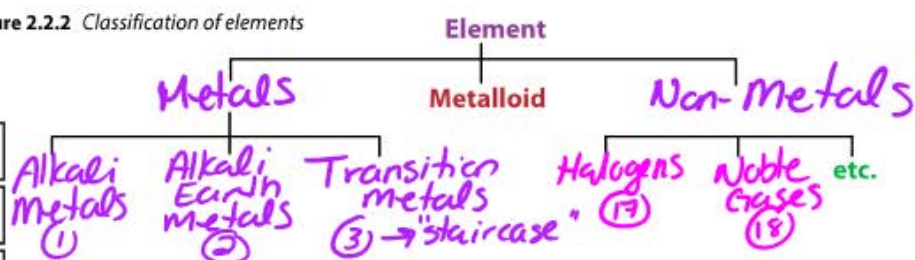 ure 2.2.2 Classification of elements
Element
Metals
Metalloid
Non-Metals
Alkali
Metals
①
Alkali
Earth
Metals
②
Transition
metals
③ → "staircase"
Halogens
⑰
Noble
Gases
⑱
etc.